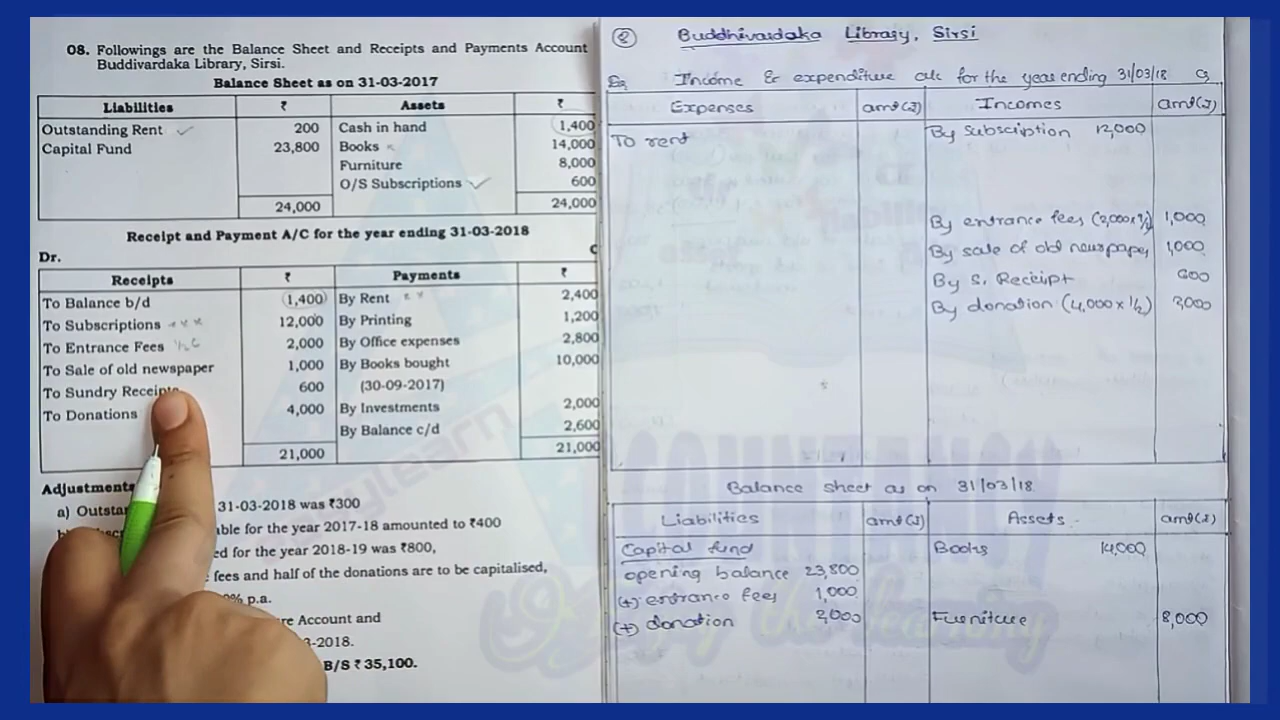 08. Followings are the Balance Sheet and Receipts and Payments Account
Buddivardaka Library, Sirsi.
Balance Sheet as on 31-03-2017
Liabilities ₹ Assets ₹
Outstanding Rent 200 Cash in hand 1,400
Capital Fund 23,800 Books 14,000
Furniture 8,000
O/S Subscriptions 600
24,000 24,000
Receipt and Payment A/C for the year ending 31-03-2018
Dr. C
Receipts ₹ Payments ₹
To Balance b/d 1,400 By Rent 2,400
To Subscriptions 12,000 By Printing 1,200
To Entrance Fees 2,000 By Office expenses 2,800
To Sale of old newspaper 1,000 By Books bought 10,000
To Sundry Receipts 600 (30-09-2017)
To Donations 4,000 By Investments 2,000
By Balance c/d 2,600
21,000 21,000
Adjustments
a) Outsta 31-03-2018 was ₹300
able for the year 2017-18 amounted to ₹400
ed for the year 2018-19 was ₹800,
fees and half of the donations are to be capitalised,
% p.a.
re Account and
-2018.
B/S ₹ 35,100.
8 Buddhivardaka Library, Sirsi
Dr Income & expenditure a/c for the year ending 31/03/18 Cr
Expenses amt(₹) Incomes amt(₹)
To rent By subsciption 12,000
By entrance fees (2,000x½) 1,000
By sale of old newspaper 1,000
By S. Receipt 600
By donation (4,000x½) 2,000
Balance sheet as on 31/03/18
Liabilities amt(₹) Assets amt(₹)
Capital fund Books 14,000
opening balance 23,800
(+) entrance fees 1,000
(+) donation 2,000 Furniture 8,000
ACCOUNTANCY